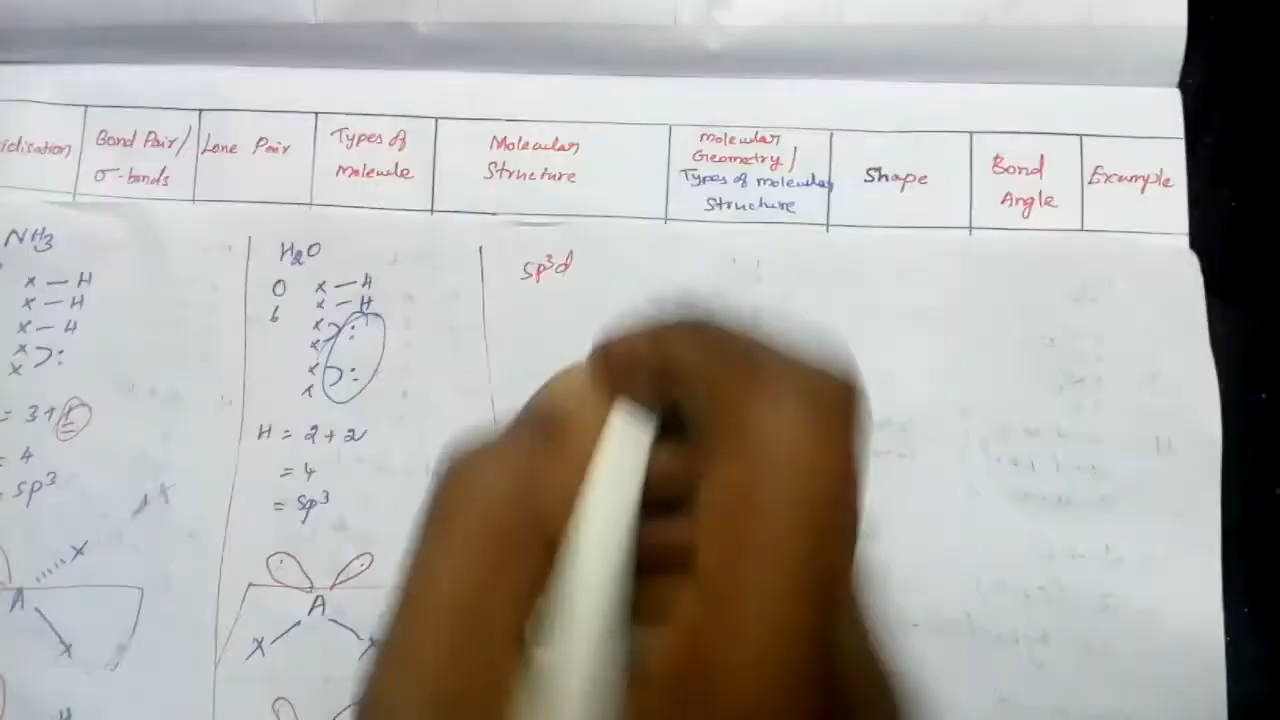 idisation
Bond Pair/
σ-bonds
Lone Pair
Types of
molecule
Molecular
Structure
molecular
Geometry/
Types of molecular
Structure
Shape
Bond
Angle
Example
NH3
x — H
x — H
x — H
x
x > :
= 3+1
= 4
= sp³
X
A
X
H₂O
O x — H
6 x — H
x :
x
x :
x
H = 2 + 2
= 4
= sp³
A
X X
sp³d